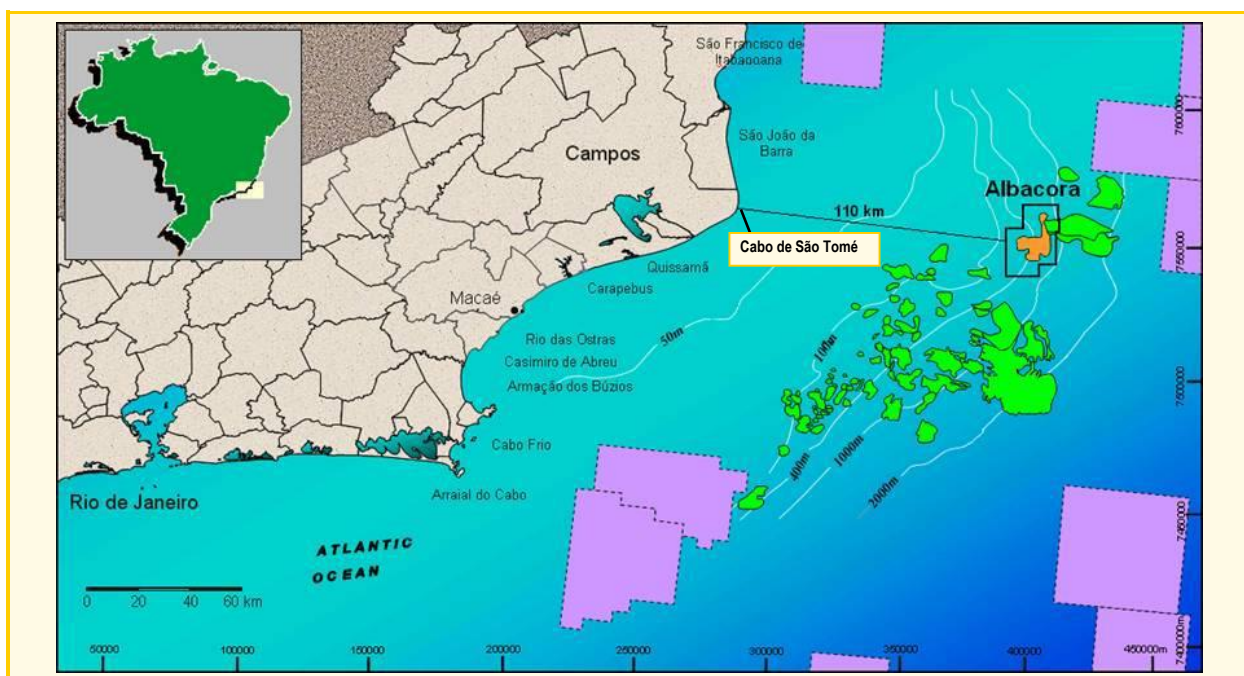 São Francisco de
Itabapoana
São João da
Barra
Campos
Albacora
110 km
Cabo de São Tomé
Quissamã
Carapebus
Macaé
50m
Rio das Ostras
Casimiro de Abreu
Armação dos Búzios
100m
Cabo Frio
400m
1000m
2000m
Arraial do Cabo
Rio de Janeiro
ATLANTIC
OCEAN
0 20 40 60 km
7600000
7550000
7500000
7450000
7400000m
50000 100000 150000 200000 250000 300000 350000 400000 450000m